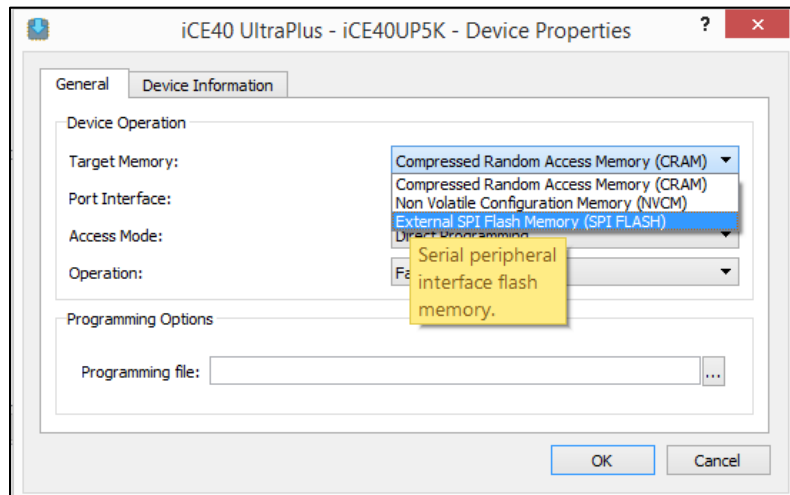 iCE40 UltraPlus - iCE40UP5K - Device Properties ? ×
General Device Information
Device Operation
Target Memory: Compressed Random Access Memory (CRAM)
Compressed Random Access Memory (CRAM)
Port Interface: Non Volatile Configuration Memory (NVCM)
External SPI Flash Memory (SPI FLASH)
Access Mode: Direct Programming
Serial peripheral
Operation: Fa
interface flash
memory.
Programming Options
Programming file: ...
OK Cancel